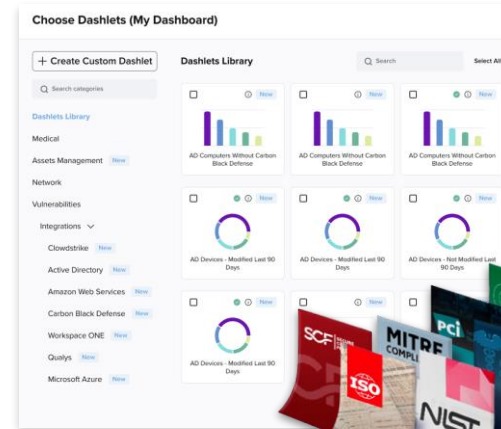 Choose Dashlets (My Dashboard)
+ Create Custom Dashlet
Search categories
Dashlets Library
Medical
Assets Management New
Network
Vulnerabilities
Integrations
Clowdstrike New
Active Directory New
Amazon Web Services New
Carbon Black Defense New
Workspace ONE New
Qualys New
Microsoft Azure New
Dashlets Library
Search
Select All
New
AD Computers Without Carbon
Black Defense
New
AD Computers Without Carbon
Black Defense
New
AD Computers Without Carbon
Black Defense
New
AD Devices - Modified Last 90
Days
New
AD Devices - Modified Last 90
Days
New
AD Devices - Not Modified Last
90 Days
New
AD Devices - Modified Last 90
Days
New
SCF
ISO
MITRE
PCI
NIST